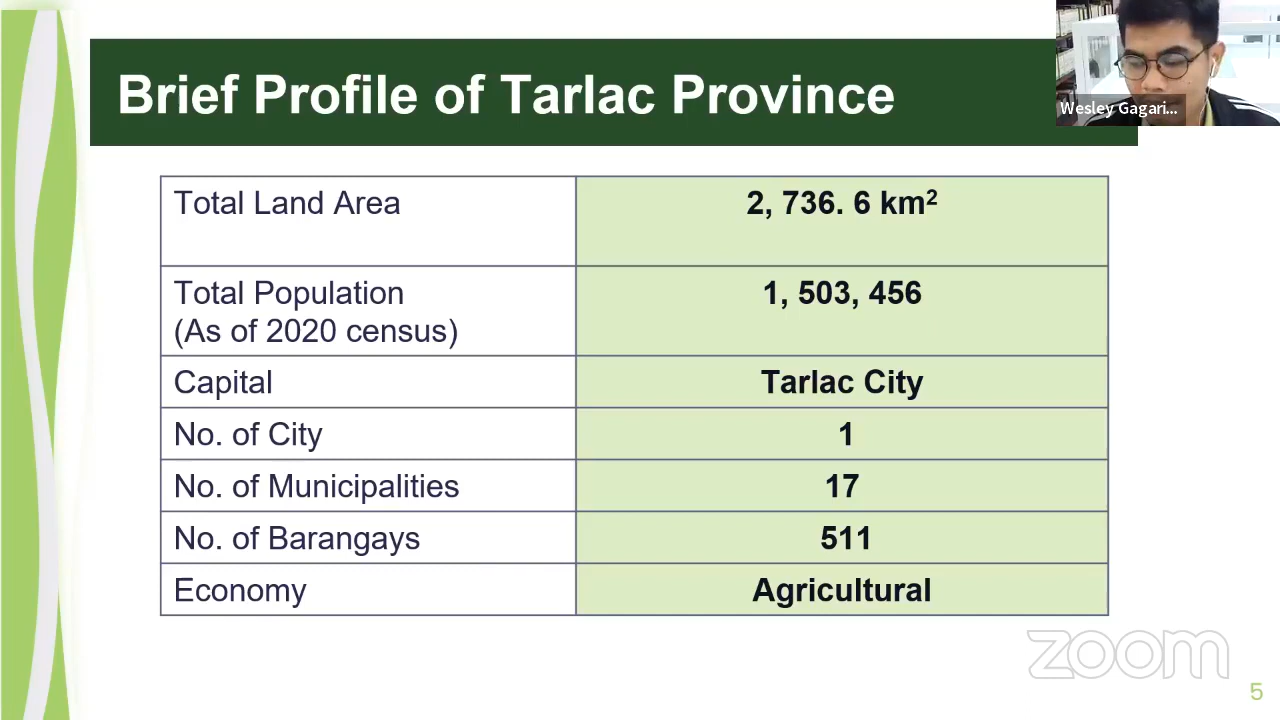 Brief Profile of Tarlac Province
Wesley Gagari...
Total Land Area
2, 736. 6 km²
Total Population
(As of 2020 census)
1, 503, 456
Capital
Tarlac City
No. of City
1
No. of Municipalities
17
No. of Barangays
511
Economy
Agricultural
zoom
5